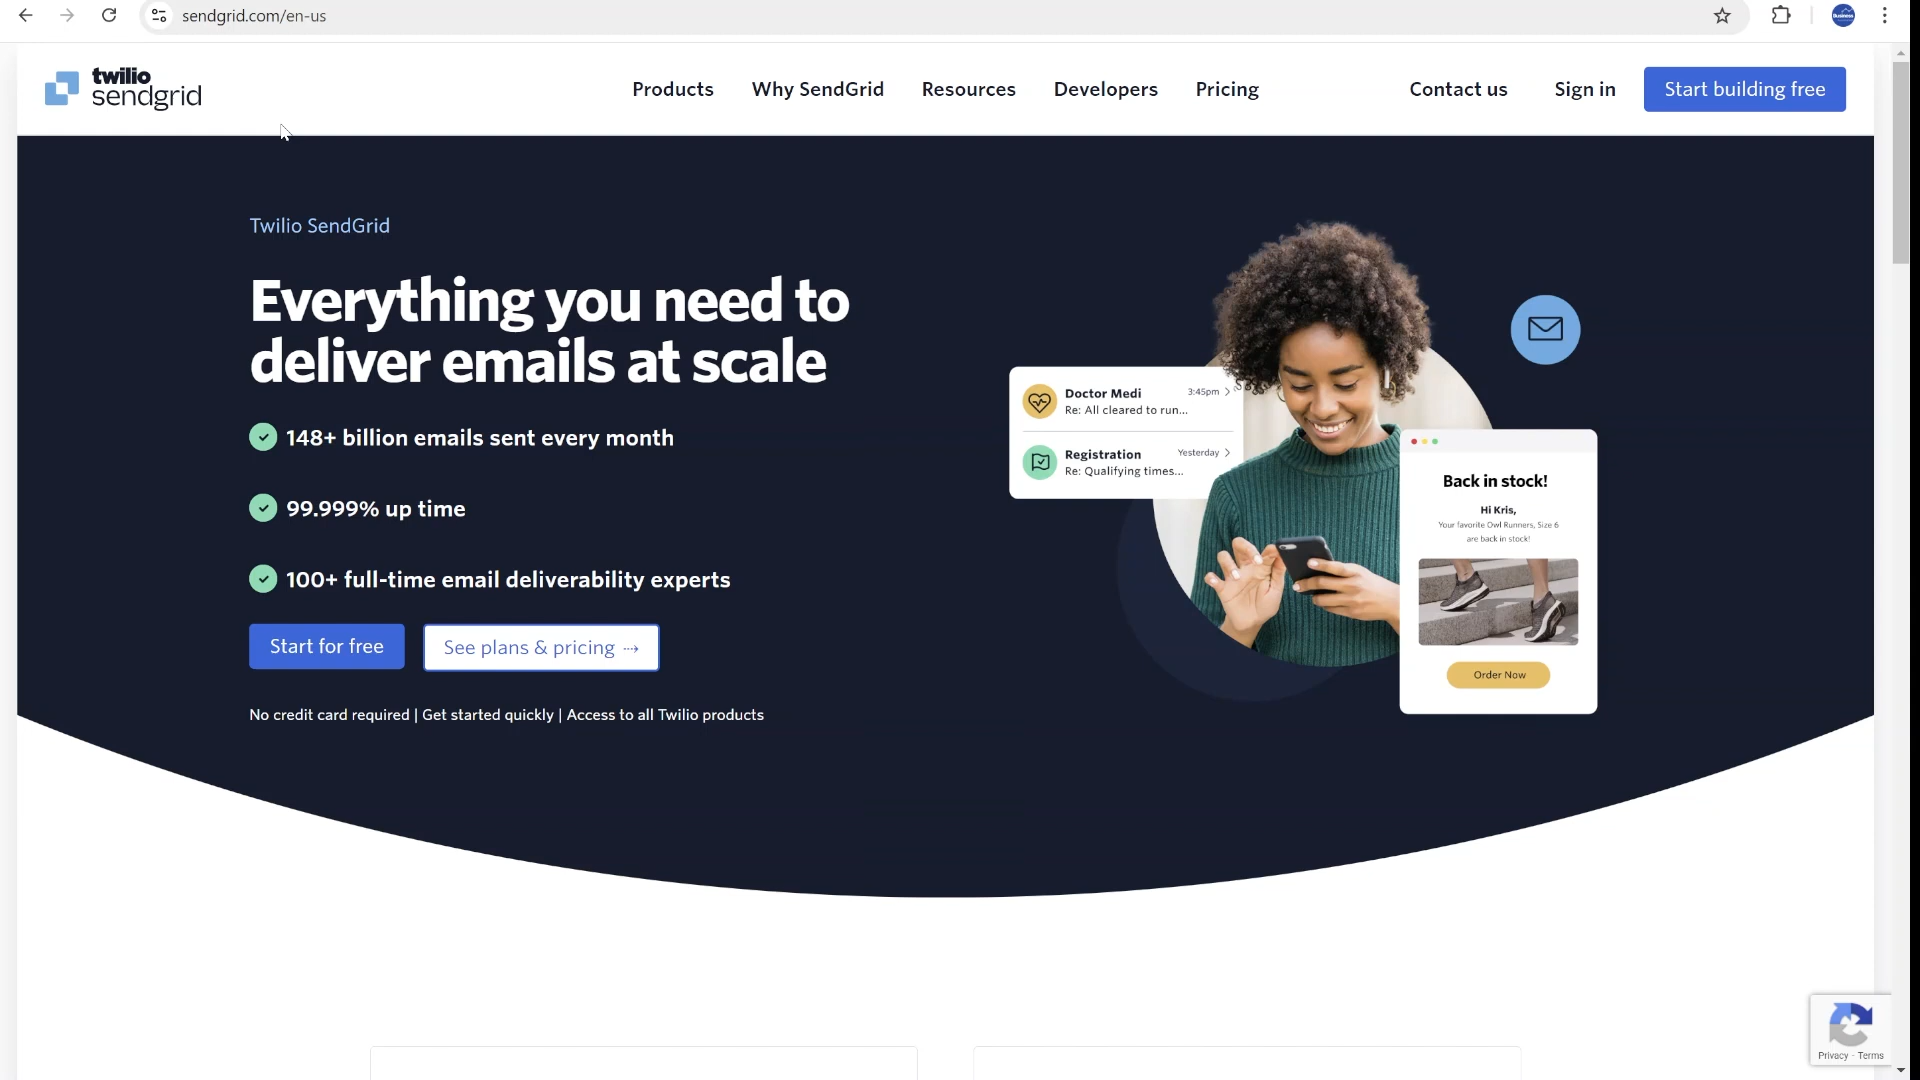 sendgrid.com/en-us
twilio
sendgrid
Products
Why SendGrid
Resources
Developers
Pricing
Contact us
Sign in
Start building free
Twilio SendGrid
Everything you need to
deliver emails at scale
148+ billion emails sent every month
99.999% up time
100+ full-time email deliverability experts
Start for free
See plans & pricing
No credit card required | Get started quickly | Access to all Twilio products
Doctor Medi
3:45pm
Re: All cleared to run...
Registration
Yesterday
Re: Qualifying times...
Back in stock!
Hi Kris,
Your favorite Owl Runners, Size 6
are back in stock!
Order Now
Privacy - Terms